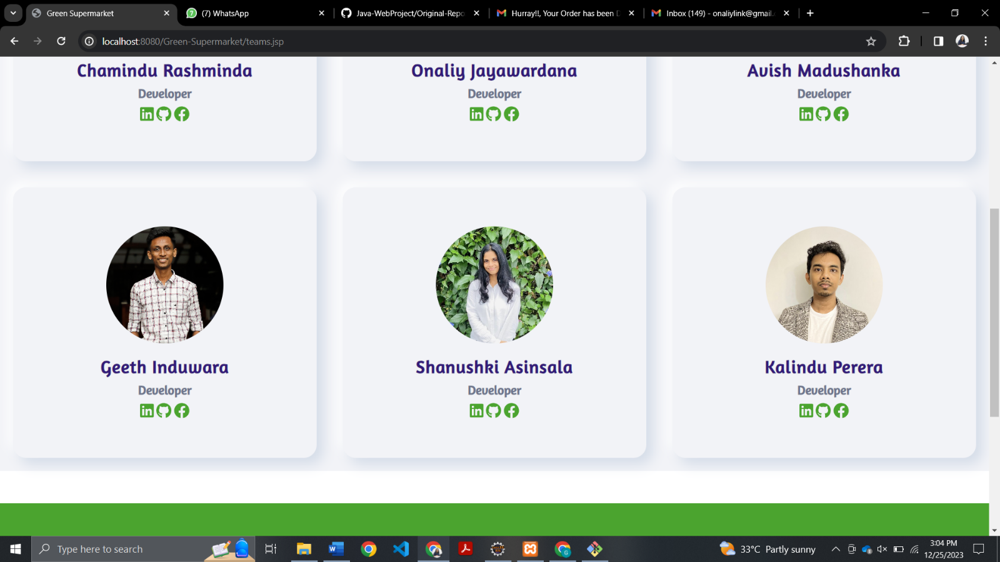 Green Supermarket
7
(7) WhatsApp
Java-WebProject/Original-Repo
Hurray!!, Your Order has been D
Inbox (149) - onaliylink@gmail.
localhost:8080/Green-Supermarket/teams.jsp
Chamindu Rashminda
Onaliy Jayawardana
Avish Madushanka
Developer
Developer
Developer
Geeth Induwara
Shanushki Asinsala
Kalindu Perera
Developer
Developer
Developer
Type here to search
33°C Partly sunny
3:04 PM
12/25/2023